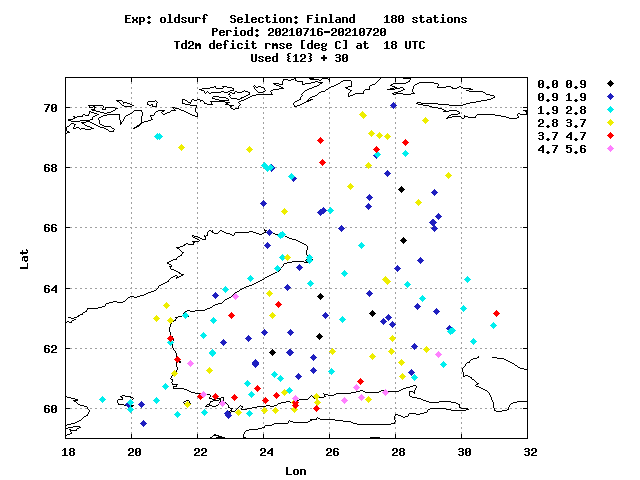 Exp: oldsurf   Selection: Finland    180 stations
Period: 20210716-20210720
Td2m deficit rmse [deg C] at  18 UTC
Used {12} + 30
0.0 0.9
0.9 1.9
1.9 2.8
2.8 3.7
3.7 4.7
4.7 5.6
70
68
66
64
62
60
Lat
18 20 22 24 26 28 30 32
Lon